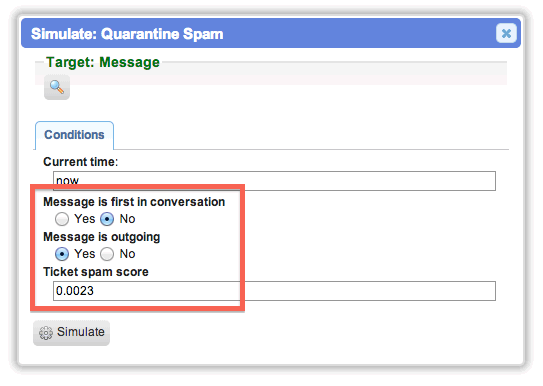 Simulate: Quarantine Spam
Target: Message
Conditions
Current time:
now
Message is first in conversation
Yes No
Message is outgoing
Yes No
Ticket spam score
0.0023
Simulate